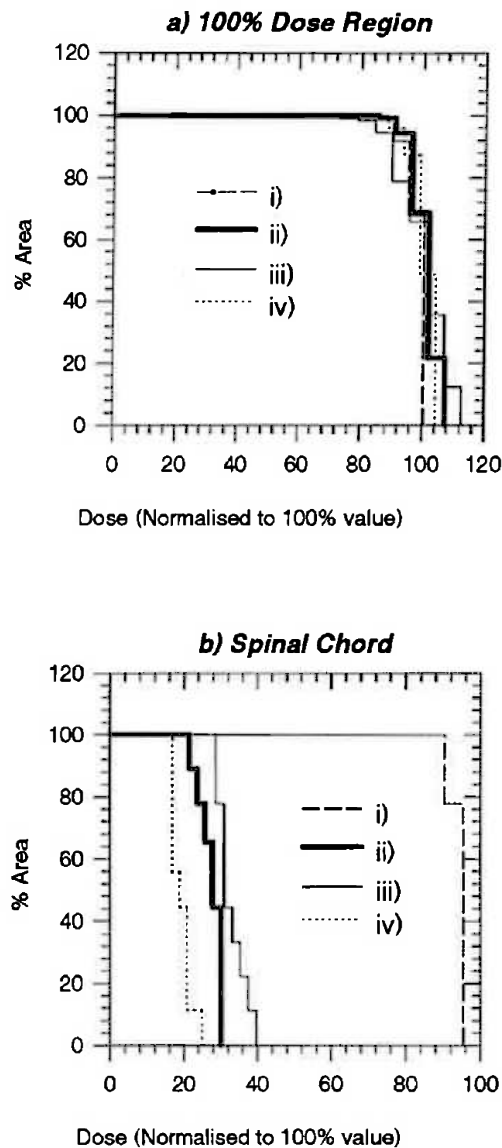 a) 100% Dose Region
120
100
80
60
40
20
0
% Area
i)
ii)
iii)
iv)
0 20 40 60 80 100 120
Dose (Normalised to 100% value)
b) Spinal Chord
120
100
80
60
40
20
0
% Area
i)
ii)
iii)
iv)
0 20 40 60 80 100
Dose (Normalised to 100% value)